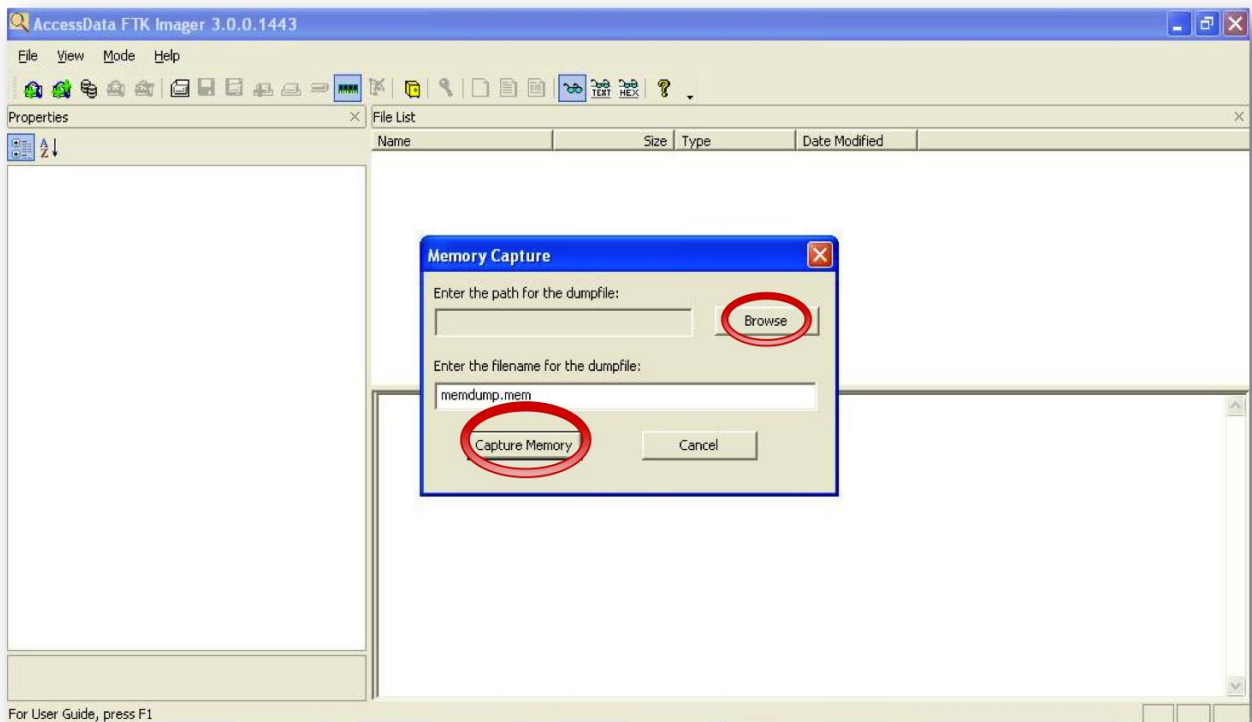 AccessData FTK Imager 3.0.0.1443
File View Mode Help
TEXT HEX
Properties
File List
A
Z
Name Size Type Date Modified
Memory Capture
Enter the path for the dumpfile:
Browse
Enter the filename for the dumpfile:
memdump.mem
Capture Memory Cancel
For User Guide, press F1